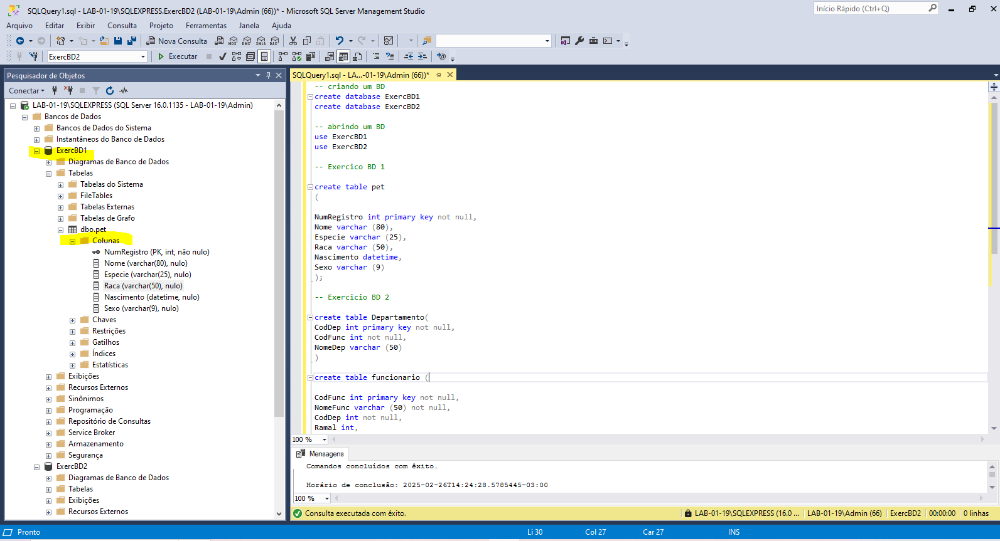 SQLQuery1.sql - LAB-01-19\SQLEXPRESS.ExercBD2 (LAB-01-19\Admin (66))* - Microsoft SQL Server Management Studio
Início Rápido (Ctrl+Q)
Arquivo Editar Exibir Consulta Projeto Ferramentas Janela Ajuda
Nova Consulta MDX DMX XMLA DAX
ExercBD2 Executar
Pesquisador de Objetos
Conectar
LAB-01-19\SQLEXPRESS (SQL Server 16.0.1135 - LAB-01-19\Admin)
Bancos de Dados
Bancos de Dados do Sistema
Instantâneos do Banco de Dados
ExercBD1
Diagramas de Banco de Dados
Tabelas
Tabelas do Sistema
FileTables
Tabelas Externas
Tabelas de Grafo
dbo.pet
Colunas
NumRegistro (PK, int, não nulo)
Nome (varchar(80), nulo)
Especie (varchar(25), nulo)
Raca (varchar(50), nulo)
Nascimento (datetime, nulo)
Sexo (varchar(9), nulo)
Chaves
Restrições
Gatilhos
Índices
Estatísticas
Exibições
Recursos Externos
Sinônimos
Programação
Repositório de Consultas
Service Broker
Armazenamento
Segurança
ExercBD2
Diagramas de Banco de Dados
Tabelas
Exibições
Recursos Externos
SQLQuery1.sql - LA...-01-19\Admin (66))*
-- criando um BD
create database ExercBD1
create database ExercBD2
-- abrindo um BD
use ExercBD1
use ExercBD2
-- Exercico BD 1
create table pet
(
NumRegistro int primary key not null,
Nome varchar (80),
Especie varchar (25),
Raca varchar (50),
Nascimento datetime,
Sexo varchar (9)
);
-- Exercicio BD 2
create table Departamento(
CodDep int primary key not null,
CodFunc int not null,
NomeDep varchar (50)
)
create table funcionario (
CodFunc int primary key not null,
NomeFunc varchar (50) not null,
CodDep int not null,
Ramal int,
100 %
Mensagens
Comandos concluídos com êxito.
Horário de conclusão: 2025-02-26T14:24:28.5785445-03:00
100 %
Consulta executada com êxito. LAB-01-19\SQLEXPRESS (16.0 ... LAB-01-19\Admin (66) ExercBD2 00:00:00 0 linhas
Pronto Li 30 Col 27 Car 27 INS